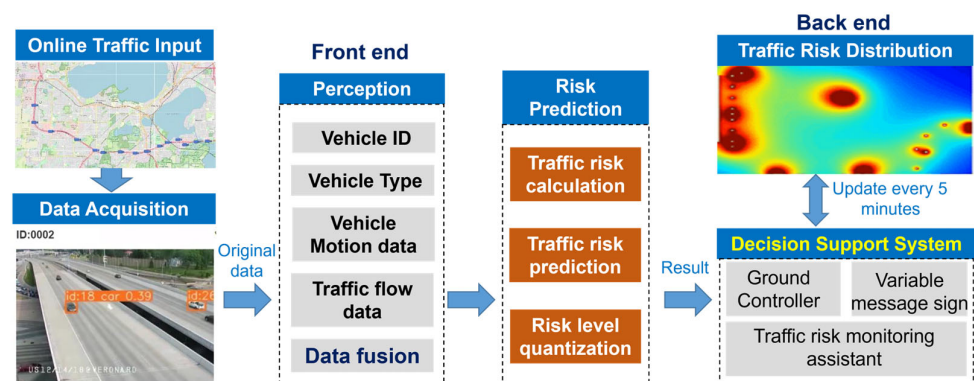 Online Traffic Input
Data Acquisition
ID:0002
id:18 car 0.39
id:26
Original
data
Front end
Perception
Vehicle ID
Vehicle Type
Vehicle
Motion data
Traffic flow
data
Data fusion
Risk
Prediction
Traffic risk
calculation
Traffic risk
prediction
Risk level
quantization
Result
Back end
Traffic Risk Distribution
Update every 5
minutes
Decision Support System
Ground
Controller
Variable
message sign
Traffic risk monitoring
assistant